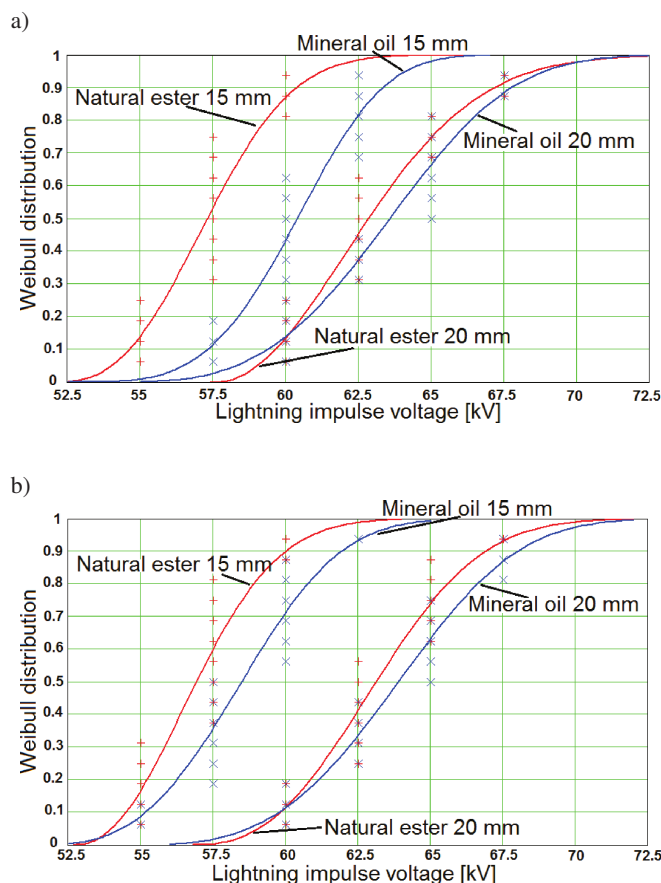 a)
Weibull distribution
1
0.9
0.8
0.7
0.6
0.5
0.4
0.3
0.2
0.1
0
Mineral oil 15 mm
Natural ester 15 mm
Mineral oil 20 mm
Natural ester 20 mm
52.5 55 57.5 60 62.5 65 67.5 70 72.5
Lightning impulse voltage [kV]
b)
Weibull distribution
1
0.9
0.8
0.7
0.6
0.5
0.4
0.3
0.2
0.1
0
Mineral oil 15 mm
Natural ester 15 mm
Mineral oil 20 mm
Natural ester 20 mm
52.5 55 57.5 60 62.5 65 67.5 70 72.5
Lightning impulse voltage [kV]